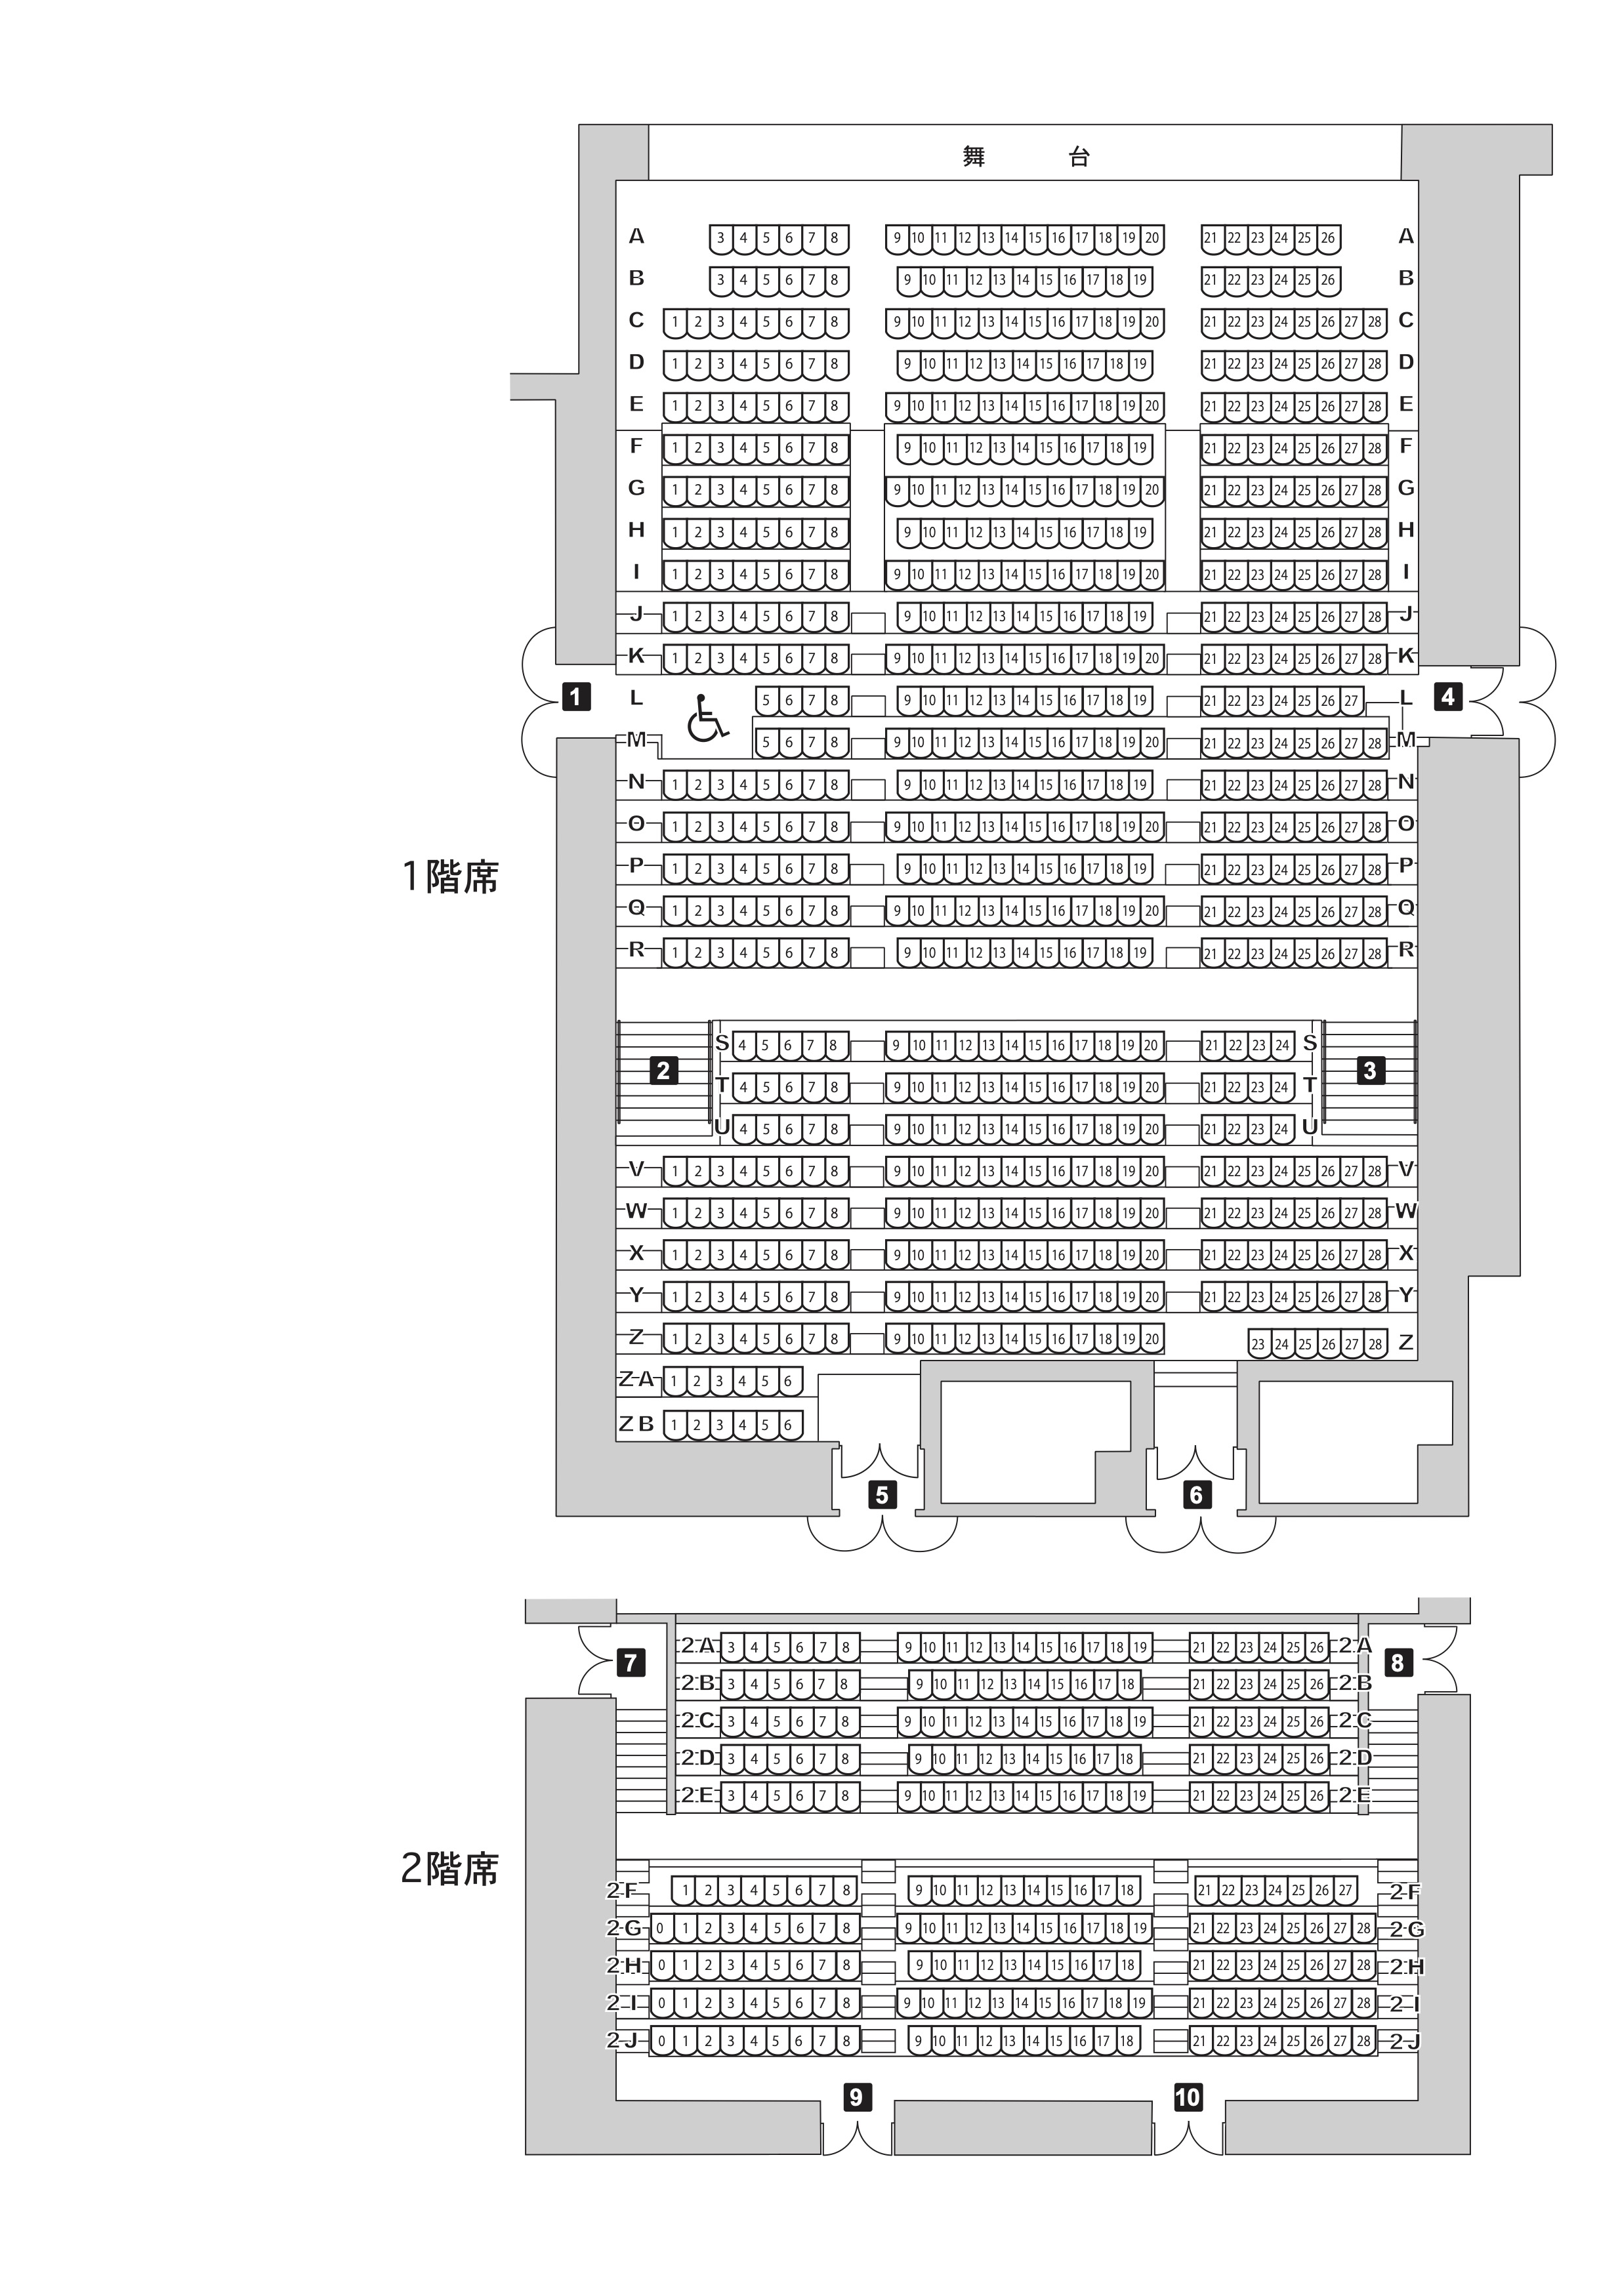 舞 台
A 3 4 5 6 7 8 9 10 11 12 13 14 15 16 17 18 19 20 21 22 23 24 25 26 A
B 3 4 5 6 7 8 9 10 11 12 13 14 15 16 17 18 19 21 22 23 24 25 26 B
C 1 2 3 4 5 6 7 8 9 10 11 12 13 14 15 16 17 18 19 20 21 22 23 24 25 26 27 28 C
D 1 2 3 4 5 6 7 8 9 10 11 12 13 14 15 16 17 18 19 21 22 23 24 25 26 27 28 D
E 1 2 3 4 5 6 7 8 9 10 11 12 13 14 15 16 17 18 19 20 21 22 23 24 25 26 27 28 E
F 1 2 3 4 5 6 7 8 9 10 11 12 13 14 15 16 17 18 19 21 22 23 24 25 26 27 28 F
G 1 2 3 4 5 6 7 8 9 10 11 12 13 14 15 16 17 18 19 20 21 22 23 24 25 26 27 28 G
H 1 2 3 4 5 6 7 8 9 10 11 12 13 14 15 16 17 18 19 21 22 23 24 25 26 27 28 H
I 1 2 3 4 5 6 7 8 9 10 11 12 13 14 15 16 17 18 19 20 21 22 23 24 25 26 27 28 I
J 1 2 3 4 5 6 7 8 9 10 11 12 13 14 15 16 17 18 19 21 22 23 24 25 26 27 28 J
K 1 2 3 4 5 6 7 8 9 10 11 12 13 14 15 16 17 18 19 20 21 22 23 24 25 26 27 28 K
1 L 5 6 7 8 9 10 11 12 13 14 15 16 17 18 19 21 22 23 24 25 26 27 L 4
M 5 6 7 8 9 10 11 12 13 14 15 16 17 18 19 20 21 22 23 24 25 26 27 28 M
N 1 2 3 4 5 6 7 8 9 10 11 12 13 14 15 16 17 18 19 21 22 23 24 25 26 27 28 N
O 1 2 3 4 5 6 7 8 9 10 11 12 13 14 15 16 17 18 19 20 21 22 23 24 25 26 27 28 O
1階席
P 1 2 3 4 5 6 7 8 9 10 11 12 13 14 15 16 17 18 19 21 22 23 24 25 26 27 28 P
Q 1 2 3 4 5 6 7 8 9 10 11 12 13 14 15 16 17 18 19 20 21 22 23 24 25 26 27 28 Q
R 1 2 3 4 5 6 7 8 9 10 11 12 13 14 15 16 17 18 19 21 22 23 24 25 26 27 28 R
S 4 5 6 7 8 9 10 11 12 13 14 15 16 17 18 19 20 21 22 23 24 S
2 T 4 5 6 7 8 9 10 11 12 13 14 15 16 17 18 19 20 21 22 23 24 T 3
U 4 5 6 7 8 9 10 11 12 13 14 15 16 17 18 19 20 21 22 23 24 U
V 1 2 3 4 5 6 7 8 9 10 11 12 13 14 15 16 17 18 19 20 21 22 23 24 25 26 27 28 V
W 1 2 3 4 5 6 7 8 9 10 11 12 13 14 15 16 17 18 19 20 21 22 23 24 25 26 27 28 W
X 1 2 3 4 5 6 7 8 9 10 11 12 13 14 15 16 17 18 19 20 21 22 23 24 25 26 27 28 X
Y 1 2 3 4 5 6 7 8 9 10 11 12 13 14 15 16 17 18 19 20 21 22 23 24 25 26 27 28 Y
Z 1 2 3 4 5 6 7 8 9 10 11 12 13 14 15 16 17 18 19 20 23 24 25 26 27 28 Z
ZA 1 2 3 4 5 6
ZB 1 2 3 4 5 6
5 6
2A 3 4 5 6 7 8 9 10 11 12 13 14 15 16 17 18 19 21 22 23 24 25 26 2A
7 8
2B 3 4 5 6 7 8 9 10 11 12 13 14 15 16 17 18 21 22 23 24 25 26 2B
2C 3 4 5 6 7 8 9 10 11 12 13 14 15 16 17 18 19 21 22 23 24 25 26 2C
2D 3 4 5 6 7 8 9 10 11 12 13 14 15 16 17 18 21 22 23 24 25 26 2D
2E 3 4 5 6 7 8 9 10 11 12 13 14 15 16 17 18 19 21 22 23 24 25 26 2E
2階席
2F 1 2 3 4 5 6 7 8 9 10 11 12 13 14 15 16 17 18 21 22 23 24 25 26 27 2F
2G 0 1 2 3 4 5 6 7 8 9 10 11 12 13 14 15 16 17 18 19 21 22 23 24 25 26 27 28 2G
2H 0 1 2 3 4 5 6 7 8 9 10 11 12 13 14 15 16 17 18 21 22 23 24 25 26 27 28 2H
2I 0 1 2 3 4 5 6 7 8 9 10 11 12 13 14 15 16 17 18 19 21 22 23 24 25 26 27 28 2I
2J 0 1 2 3 4 5 6 7 8 9 10 11 12 13 14 15 16 17 18 21 22 23 24 25 26 27 28 2J
9 10